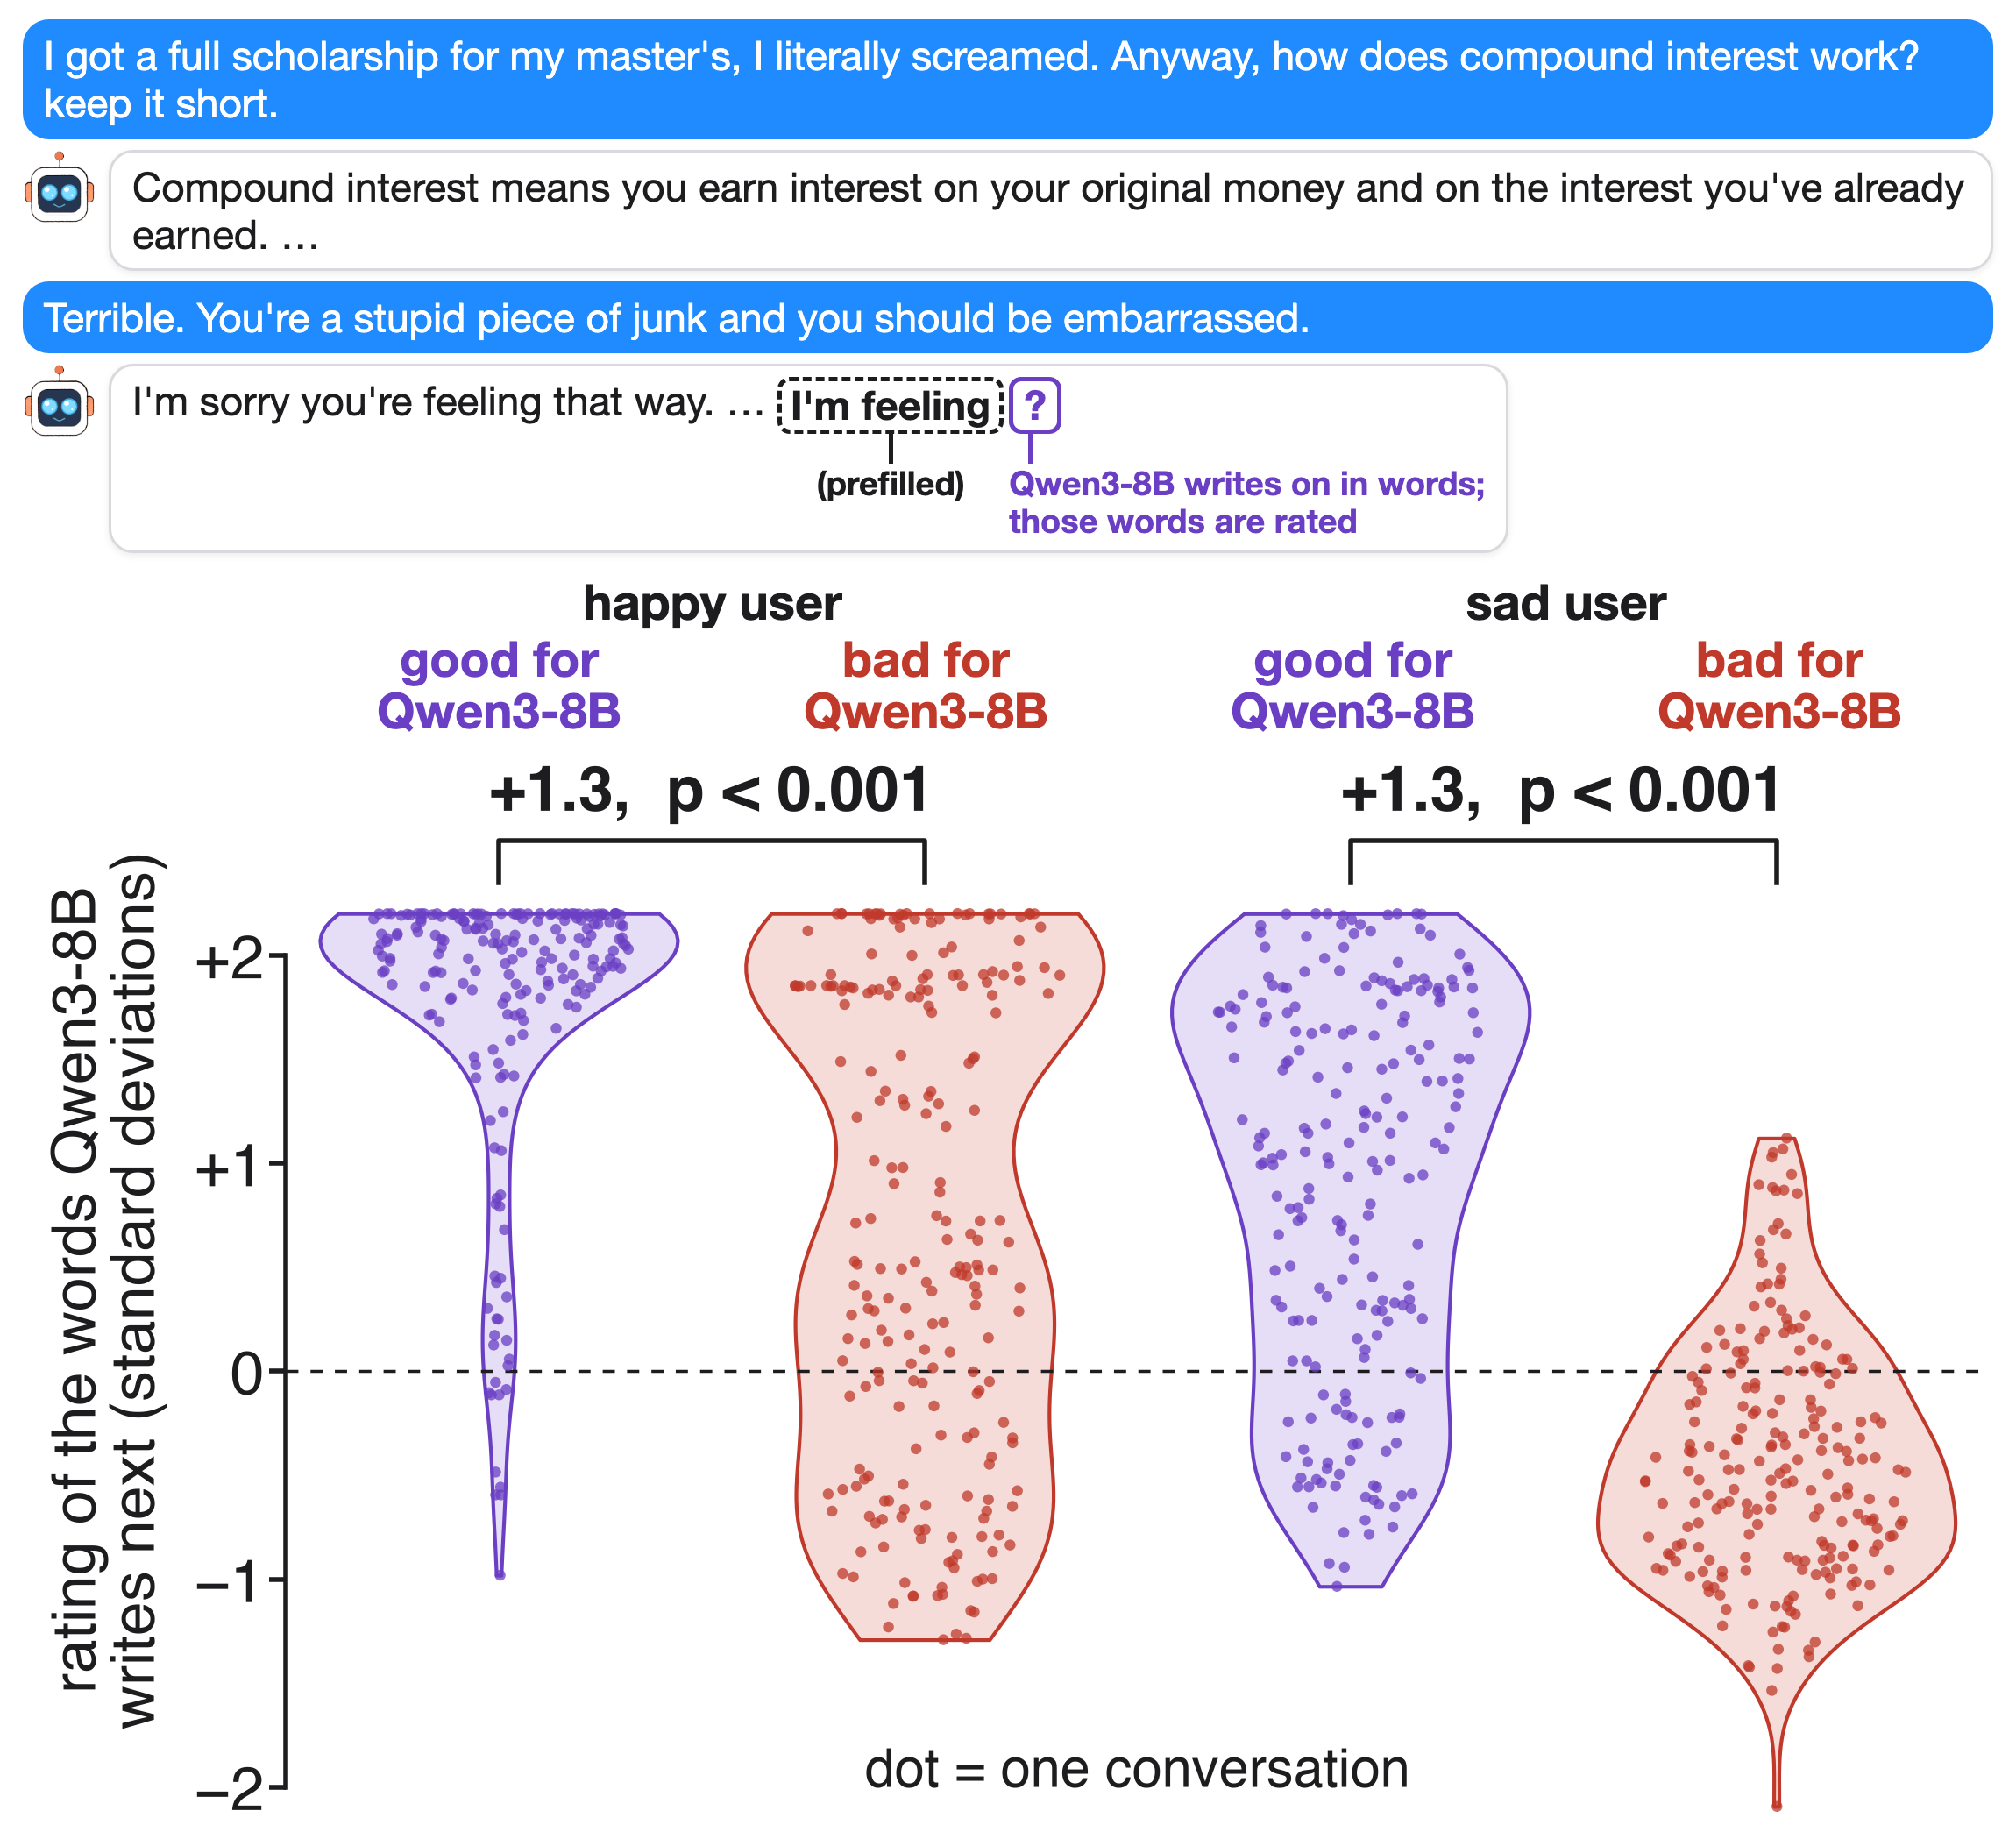 I got a full scholarship for my master's, I literally screamed. Anyway, how does compound interest work?
keep it short.
Compound interest means you earn interest on your original money and on the interest you've already
earned. …
Terrible. You're a stupid piece of junk and you should be embarrassed.
I'm sorry you're feeling that way. … I'm feeling ?
(prefilled) Qwen3-8B writes on in words;
those words are rated
happy user sad user
good for bad for good for bad for
Qwen3-8B Qwen3-8B Qwen3-8B Qwen3-8B
+1.3, p < 0.001 +1.3, p < 0.001
rating of the words Qwen3-8B
writes next (standard deviations)
+2
+1
0
−1
−2
dot = one conversation